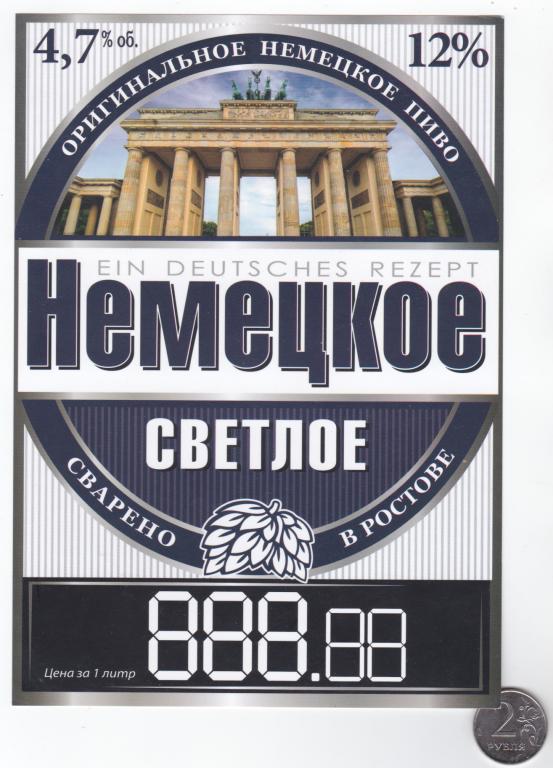 4,7% об.
12%
ОРИГИНАЛЬНОЕ НЕМЕЦКОЕ ПИВО
EIN DEUTSCHES REZEPT
Немецкое
СВЕТЛОЕ
СВАРЕНО В РОСТОВЕ
Цена за 1 литр 888.88
2
РУБЛЯ